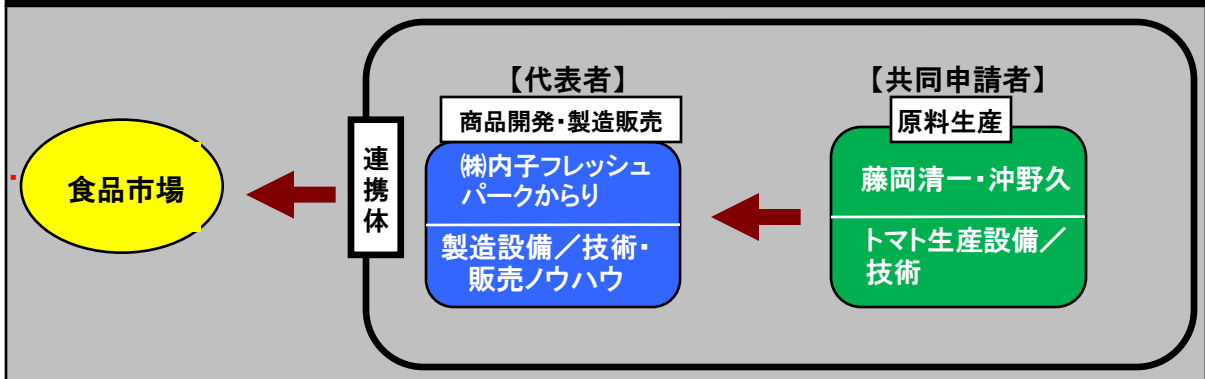 食品市場
連携体
【代表者】
商品開発・製造販売
㈱内子フレッシュ
パークからり
製造設備／技術・
販売ノウハウ
【共同申請者】
原料生産
藤岡清一・沖野久
トマト生産設備／
技術